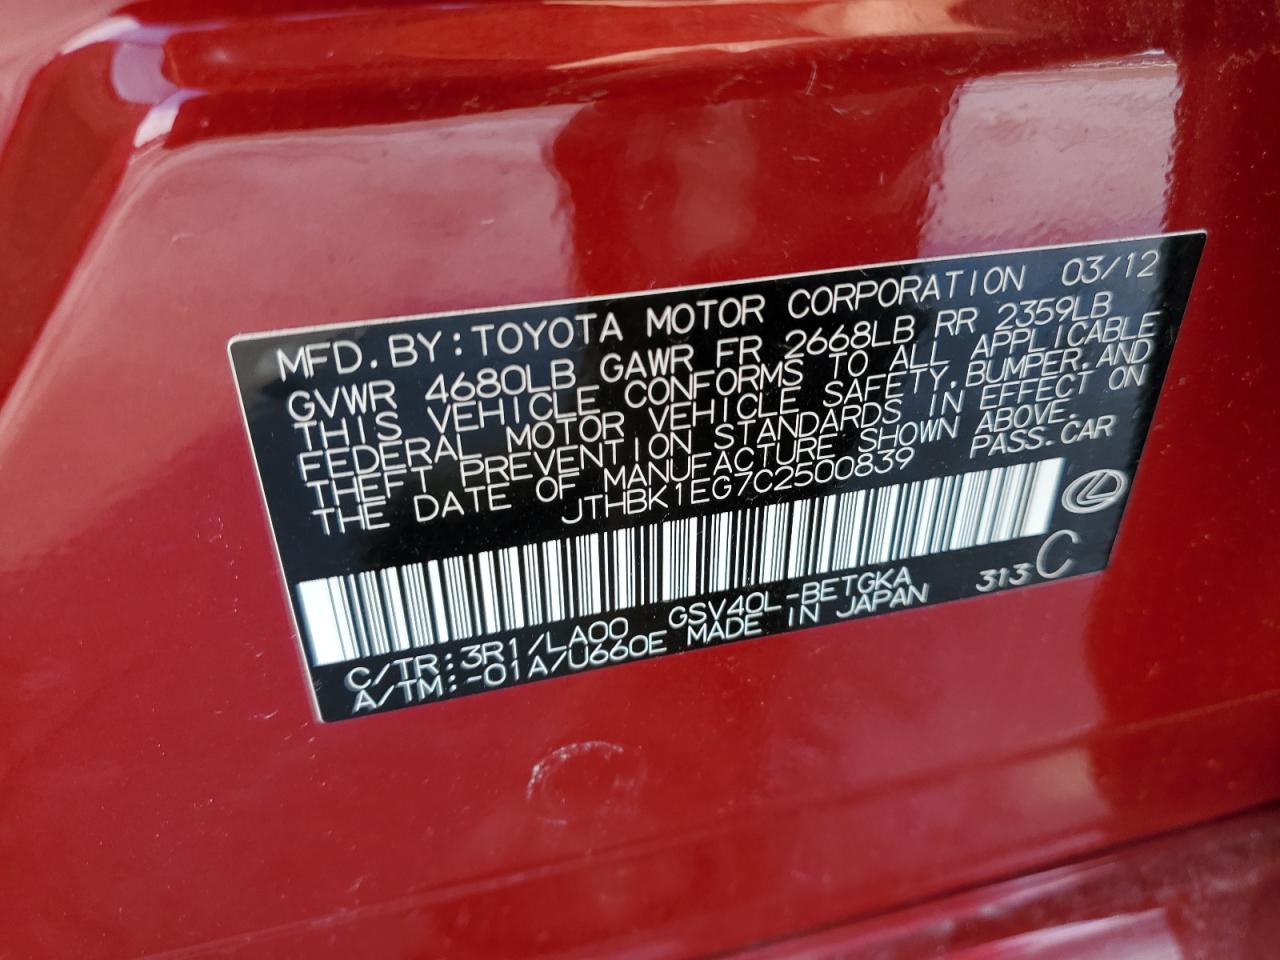 MFD. BY: TOYOTA MOTOR CORPORATION 03/12
GVWR 4680LB GAWR FR 2668LB RR 2359LB
THIS VEHICLE CONFORMS TO ALL APPLICABLE
FEDERAL MOTOR VEHICLE SAFETY, BUMPER, AND
THEFT PREVENTION STANDARDS IN EFFECT ON
THE DATE OF MANUFACTURE SHOWN ABOVE.
JTHBK1EG7C2500839 PASS. CAR
C/TR: 3R1/LA00 GSV40L-BETGKA 313 C
A/TM: -01A/U660E MADE IN JAPAN